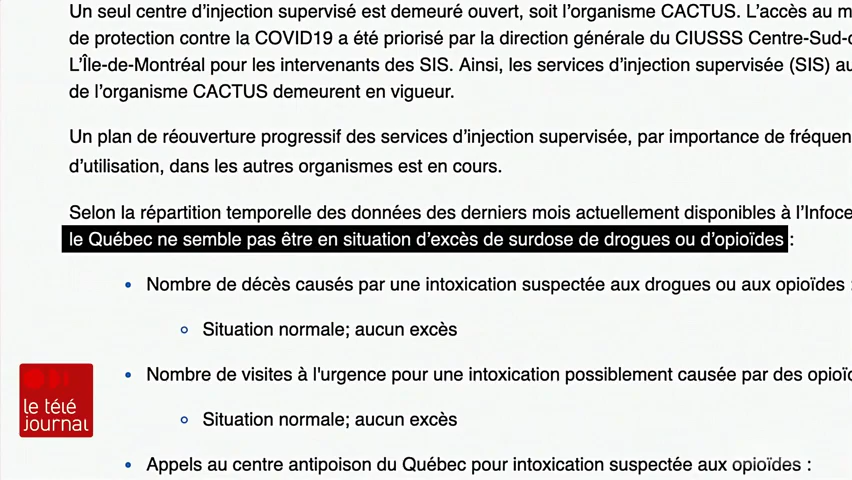 Un seul centre d’injection supervisé est demeuré ouvert, soit l’organisme CACTUS. L’accès au m
de protection contre la COVID19 a été priorisé par la direction générale du CIUSSS Centre-Sud-d
L’Île-de-Montréal pour les intervenants des SIS. Ainsi, les services d’injection supervisée (SIS) au
de l’organisme CACTUS demeurent en vigueur.
Un plan de réouverture progressif des services d’injection supervisée, par importance de fréquen
d’utilisation, dans les autres organismes est en cours.
Selon la répartition temporelle des données des derniers mois actuellement disponibles à l’Infoce
le Québec ne semble pas être en situation d’excès de surdose de drogues ou d’opioïdes :
Nombre de décès causés par une intoxication suspectée aux drogues ou aux opioïdes :
Situation normale; aucun excès
Nombre de visites à l'urgence pour une intoxication possiblement causée par des opioïd
Situation normale; aucun excès
Appels au centre antipoison du Québec pour intoxication suspectée aux opioïdes :
le télé
journal